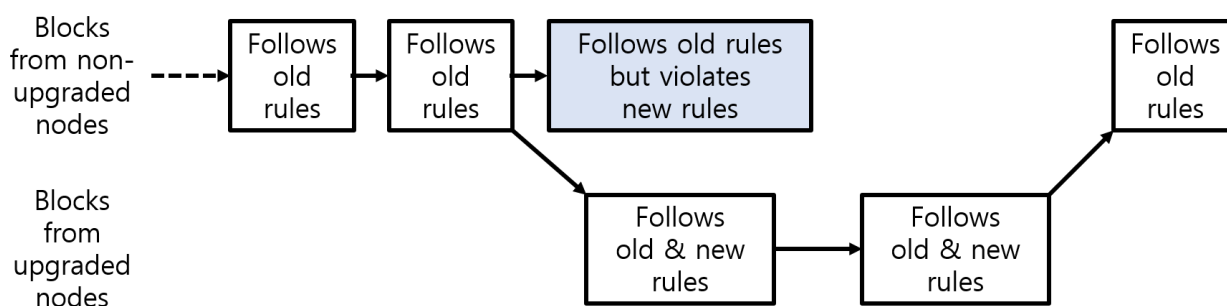 Blocks
from non-
upgraded
nodes
Follows
old
rules
Follows
old
rules
Follows old rules
but violates
new rules
Follows
old
rules
Blocks
from
upgraded
nodes
Follows
old & new
rules
Follows
old & new
rules